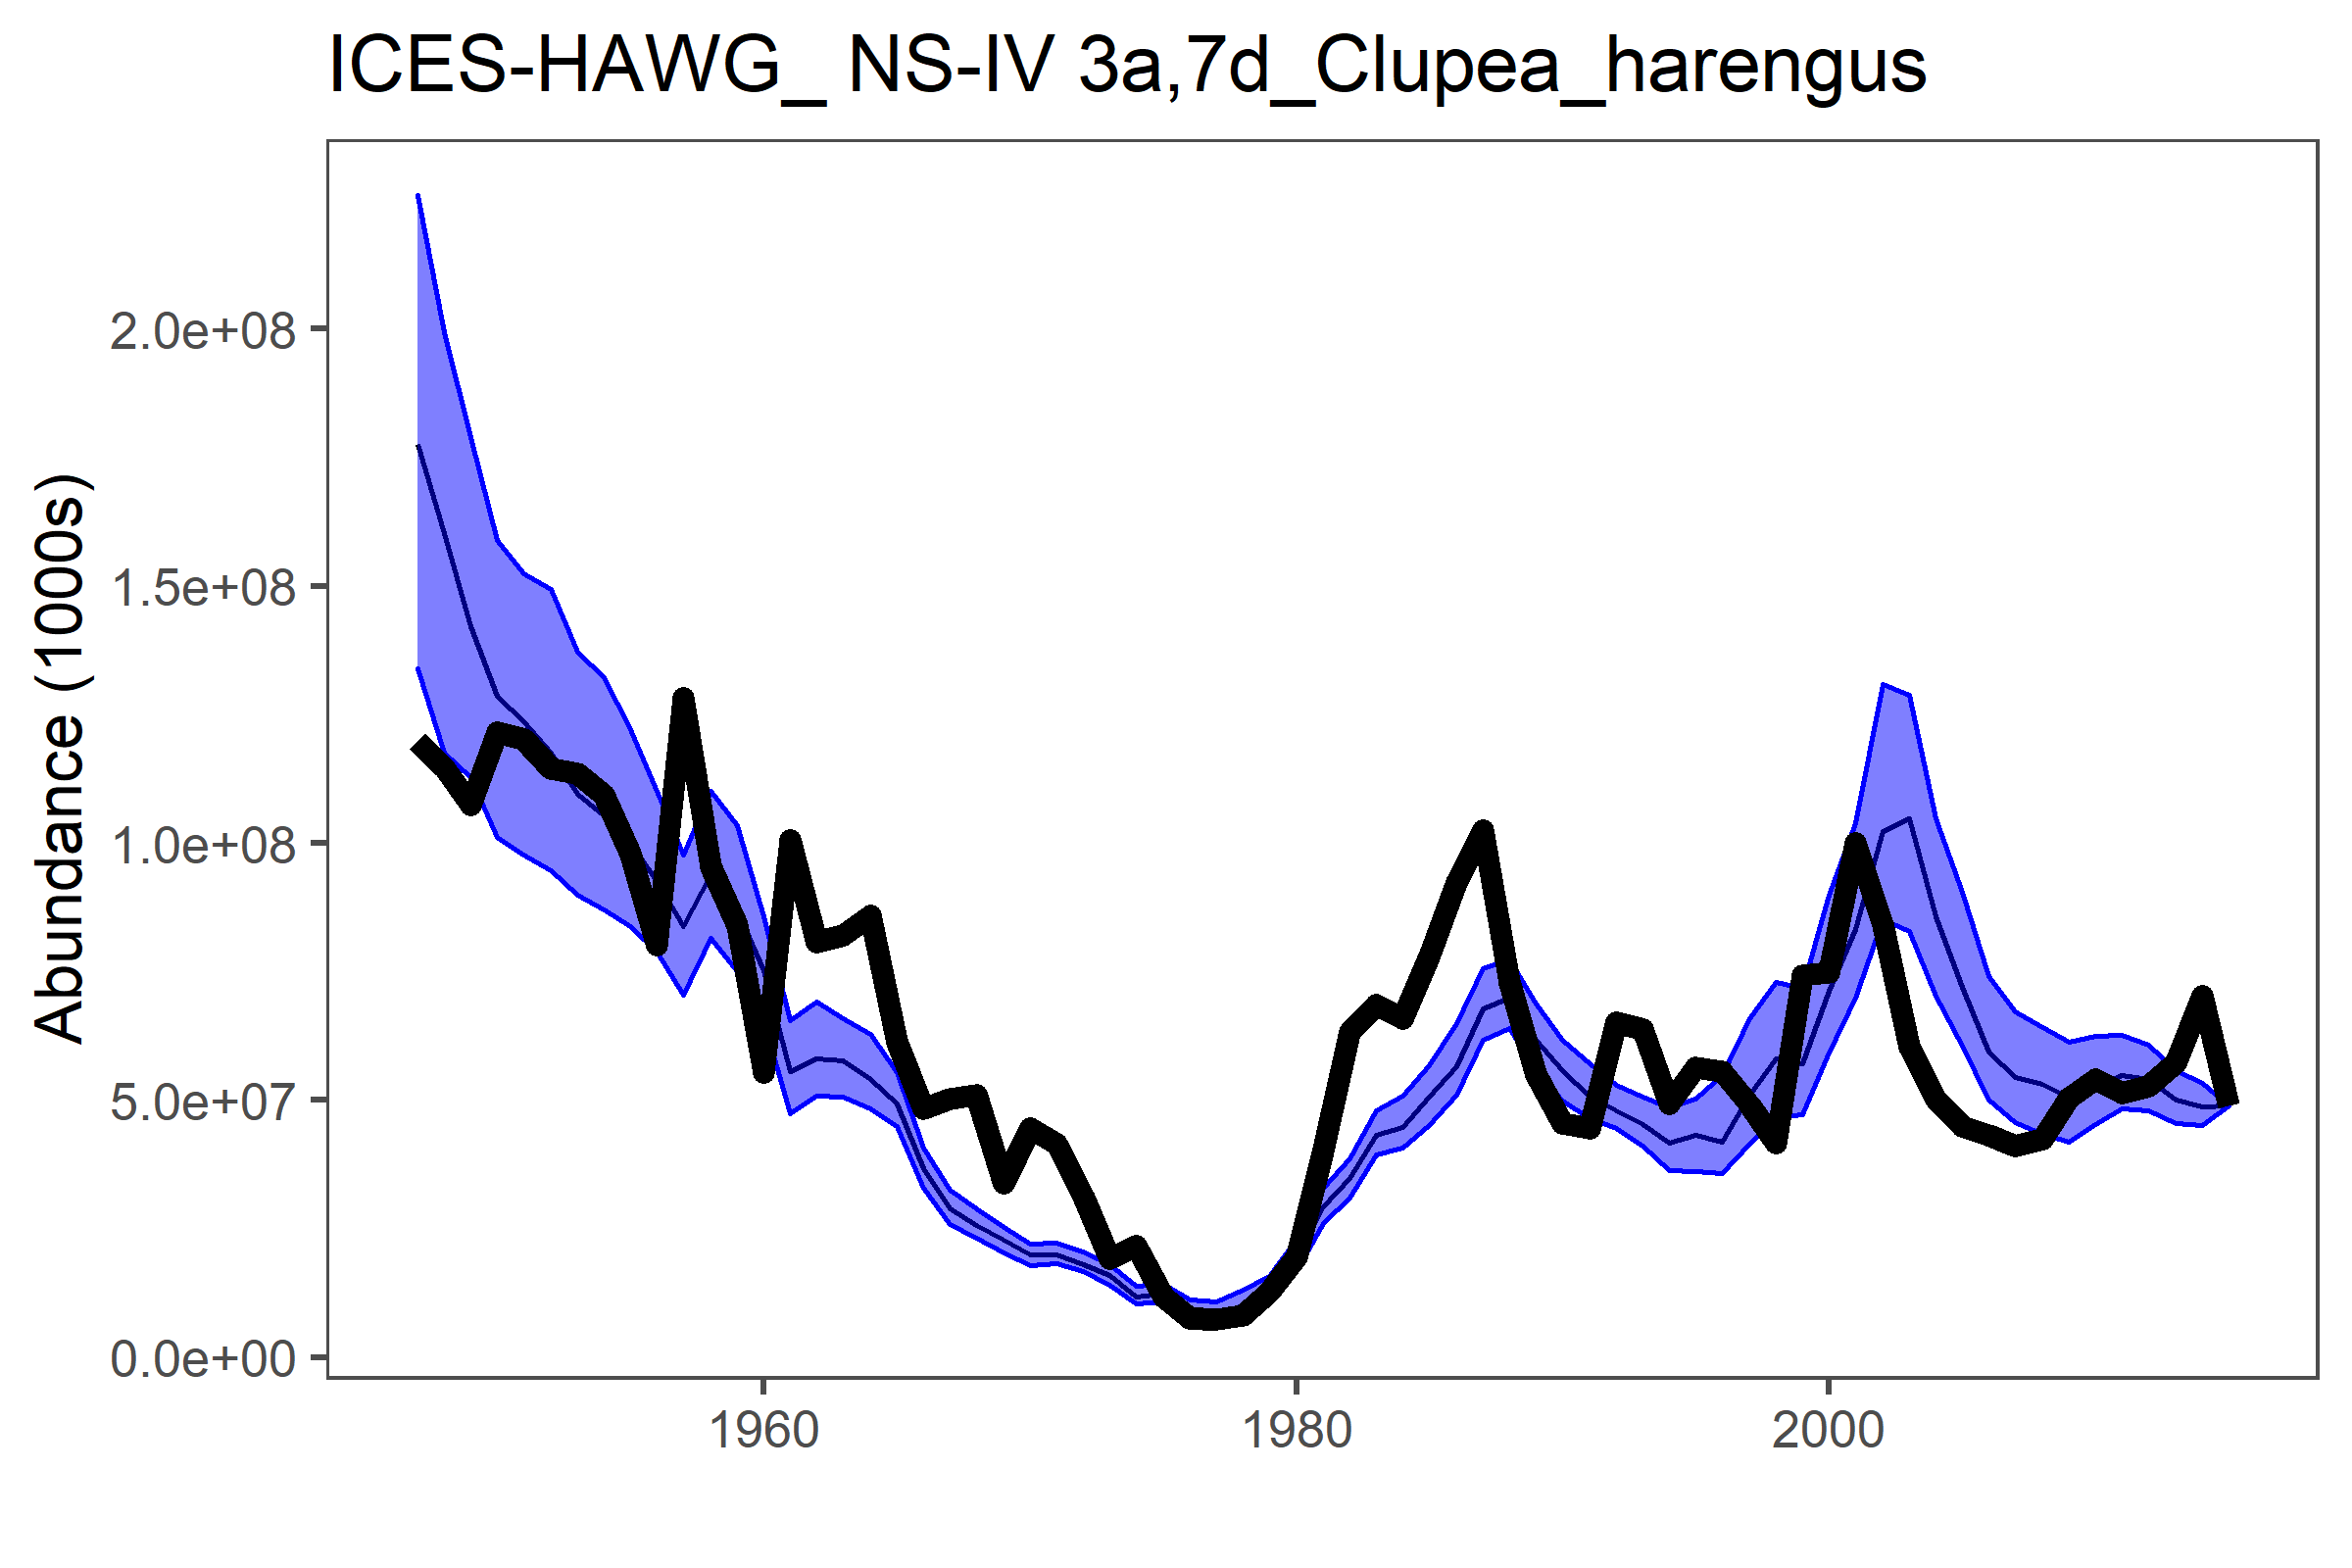 ICES-HAWG_ NS-IV 3a,7d_Clupea_harengus
Abundance (1000s)
2.0e+08
1.5e+08
1.0e+08
5.0e+07
0.0e+00
1960
1980
2000